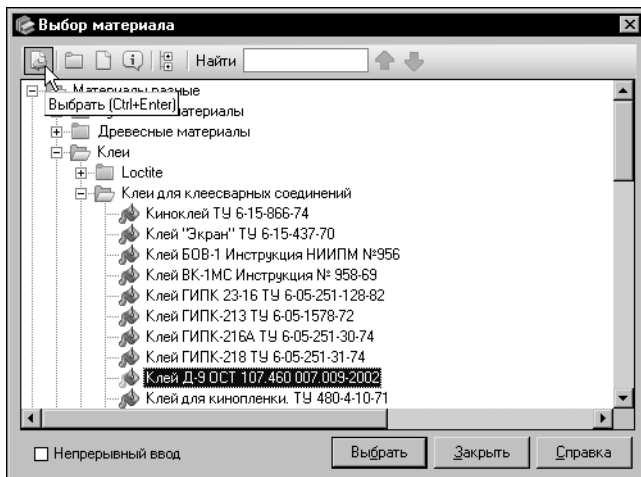 Выбор материала
Найти
Материалы разные
Выбрать (Ctrl+Enter)
атериалы
Древесные материалы
Клеи
Loctite
Клеи для клеесварных соединений
Киноклей ТУ 6-15-866-74
Клей "Экран" ТУ 6-15-437-70
Клей БОВ-1 Инструкция НИИПМ №956
Клей ВК-1МС Инструкция № 958-69
Клей ГИПК 23-16 ТУ 6-05-251-128-82
Клей ГИПК-213 ТУ 6-05-1578-72
Клей ГИПК-216А ТУ 6-05-251-30-74
Клей ГИПК-218 ТУ 6-05-251-31-74
Клей Д-9 ОСТ 107.460 007.009-2002
Клей для кинопленки. ТУ 480-4-10-71
Непрерывный ввод
Выбрать
Закрыть
Справка